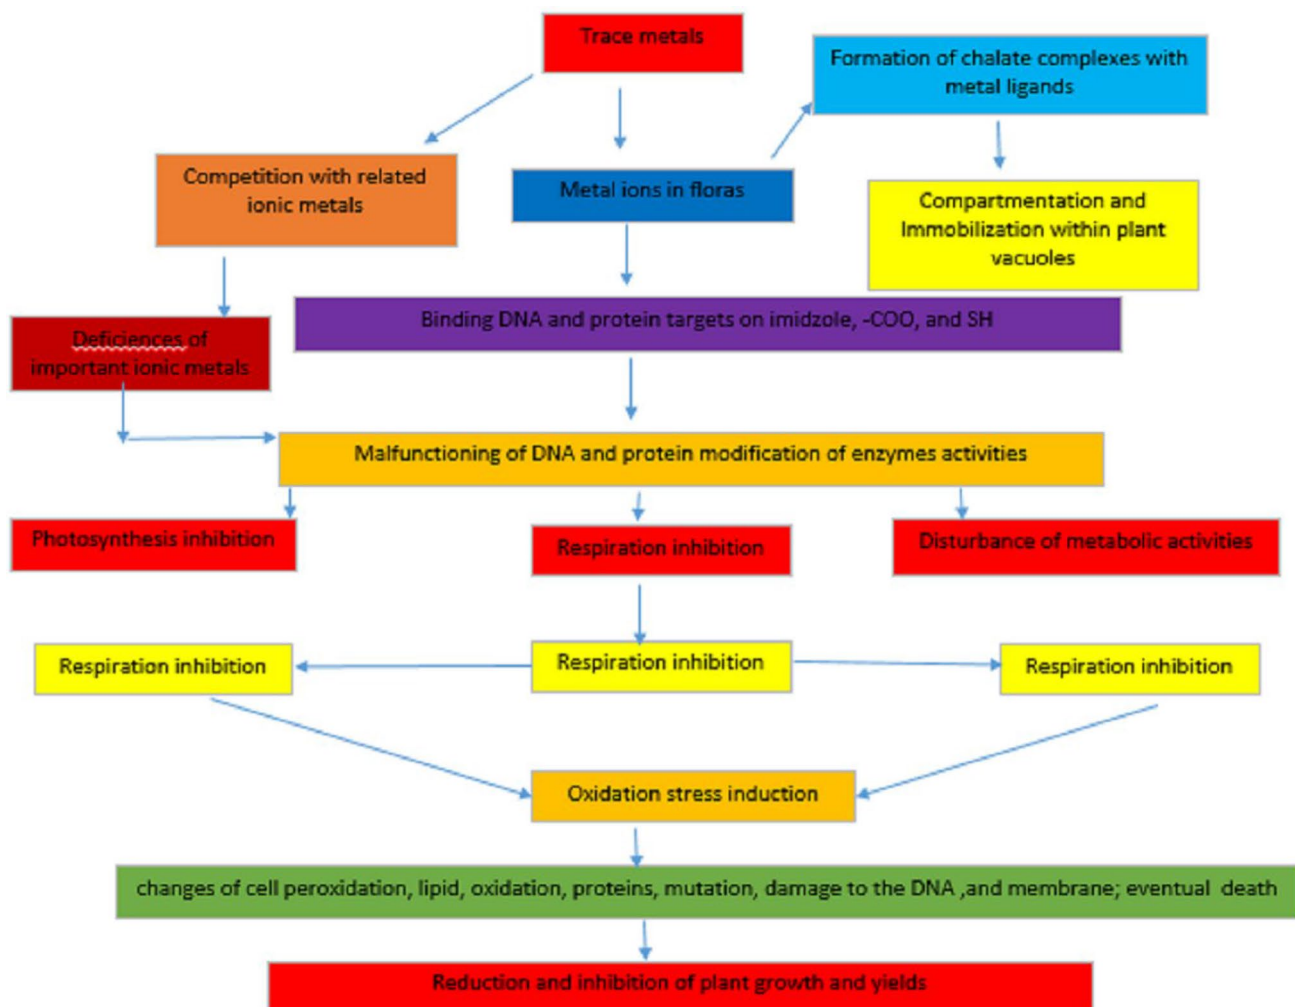 Trace metals
Formation of chalate complexes with
metal ligands
Competition with related
ionic metals
Metal ions in floras
Compartmentation and
Immobilization within plant
vacuoles
Deficiences of
important ionic metals
Binding DNA and protein targets on imidzole, -COO, and SH
Malfunctioning of DNA and protein modification of enzymes activities
Photosynthesis inhibition
Respiration inhibition
Disturbance of metabolic activities
Respiration inhibition
Respiration inhibition
Respiration inhibition
Oxidation stress induction
changes of cell peroxidation, lipid, oxidation, proteins, mutation, damage to the DNA ,and membrane; eventual death
Reduction and inhibition of plant growth and yields